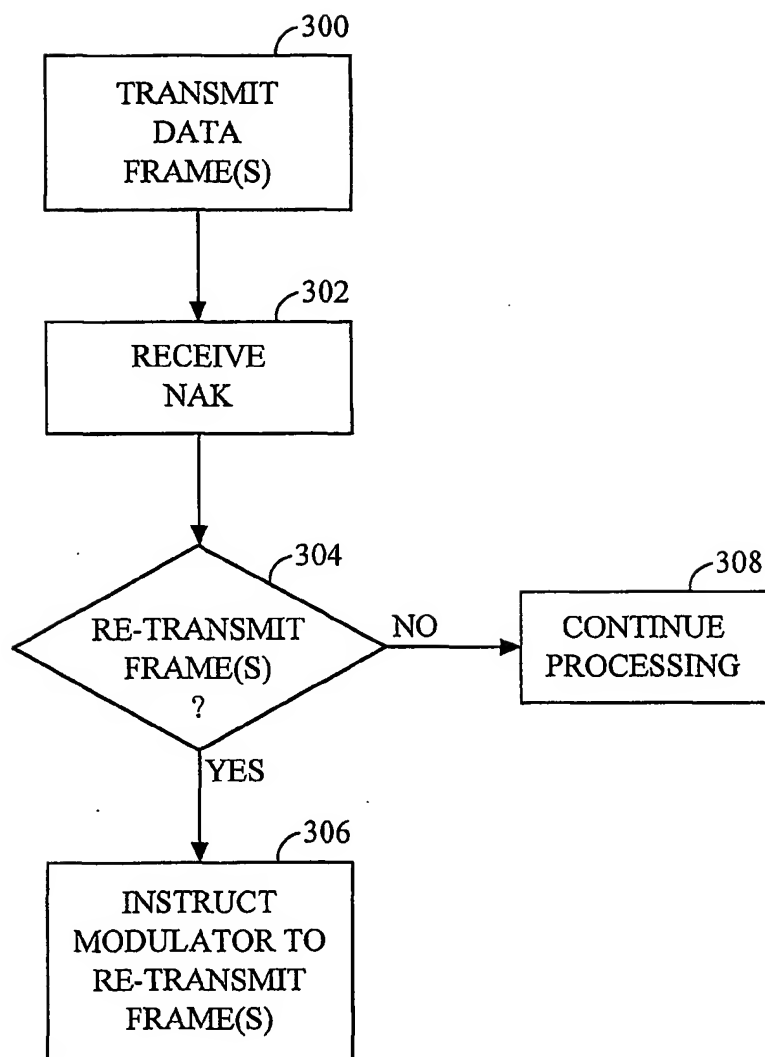 300
TRANSMIT
DATA
FRAME(S)
302
RECEIVE
NAK
304
RE-TRANSMIT
FRAME(S)
?
NO
308
CONTINUE
PROCESSING
YES
306
INSTRUCT
MODULATOR TO
RE-TRANSMIT
FRAME(S)